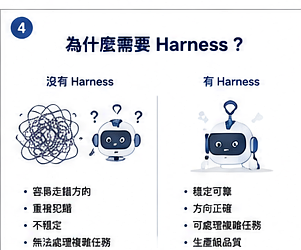 4
為什麼需要 Harness？
沒有 Harness
有 Harness
? ? ?
• 容易走錯方向
• 重複犯錯
• 不穩定
• 無法處理複雜任務
• 穩定可靠
• 方向正確
• 可處理複雜任務
• 生產級品質